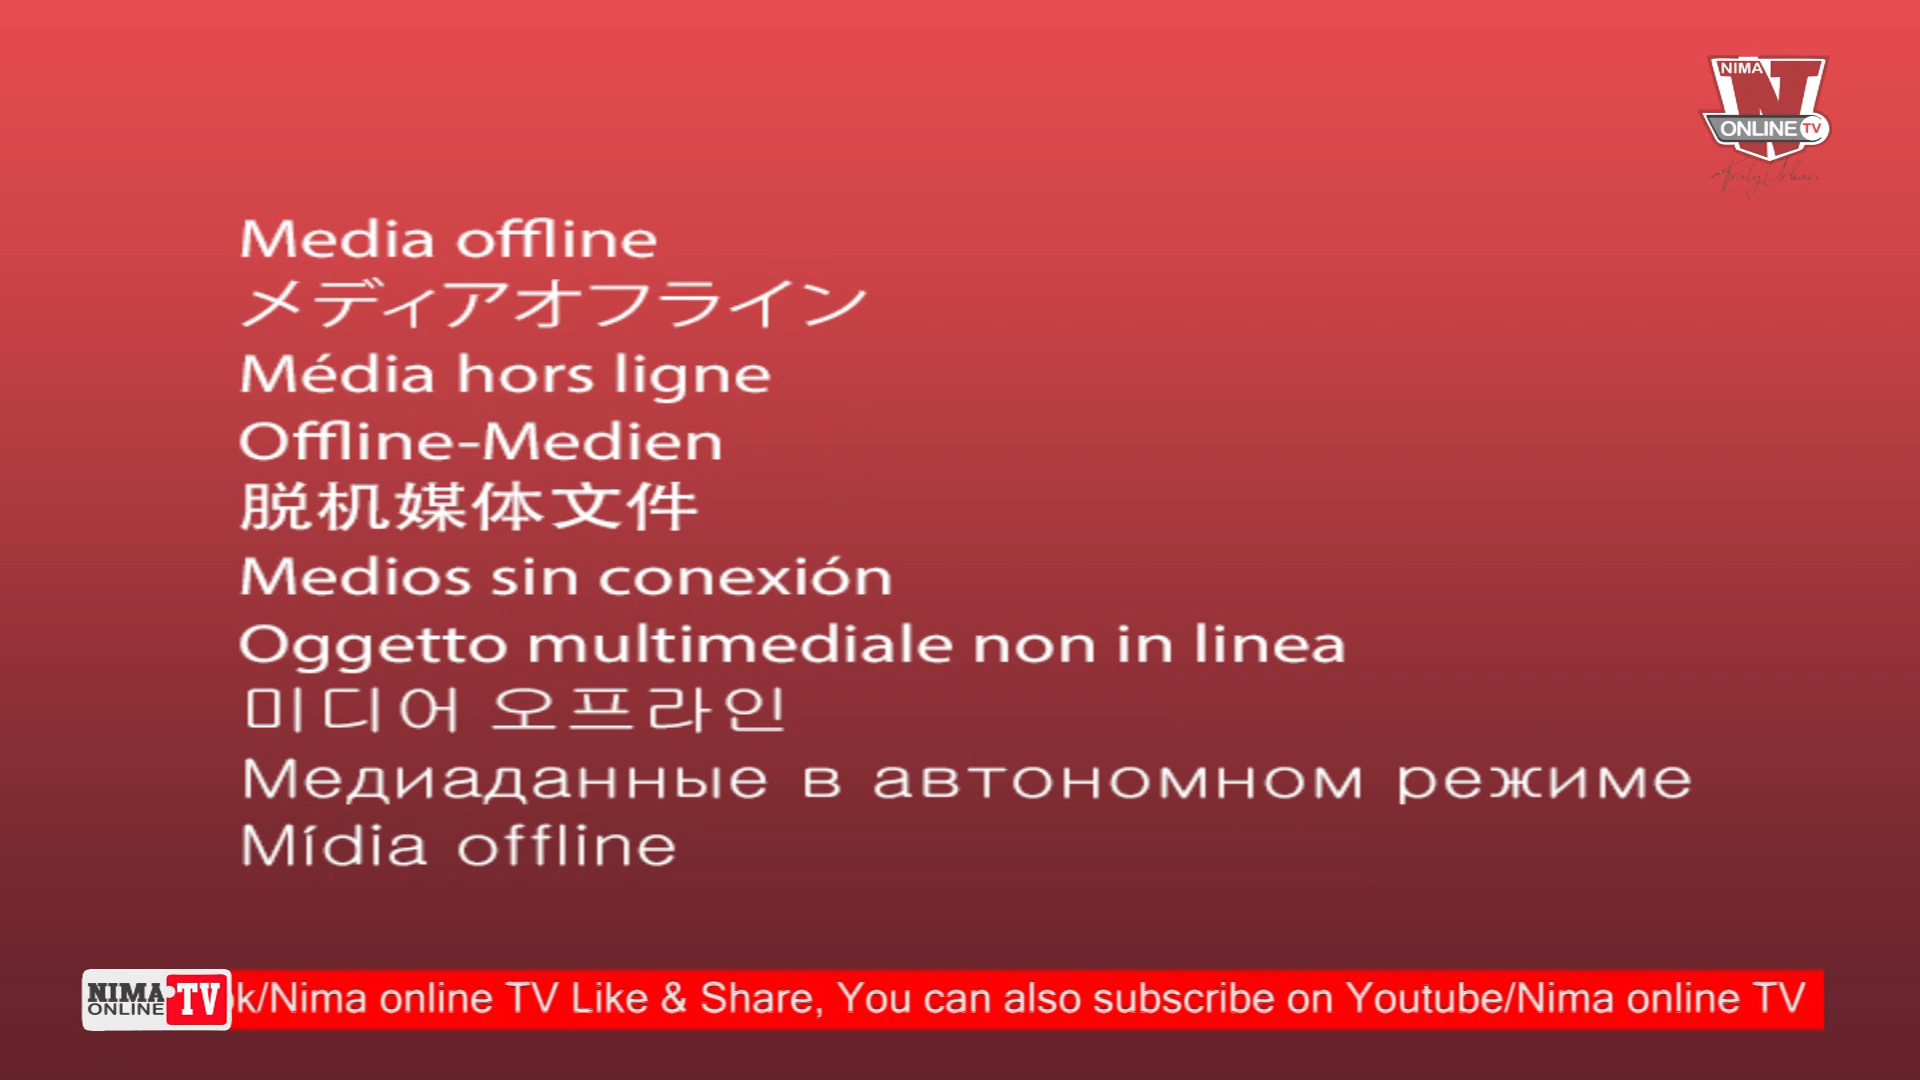 NIMA
ONLINE TV
Media offline
メディアオフライン
Média hors ligne
Offline-Medien
脱机媒体文件
Medios sin conexión
Oggetto multimediale non in linea
미디어 오프라인
Медиаданные в автономном режиме
Mídia offline
NIMA ONLINE TV
k/Nima online TV Like & Share, You can also subscribe on Youtube/Nima online TV